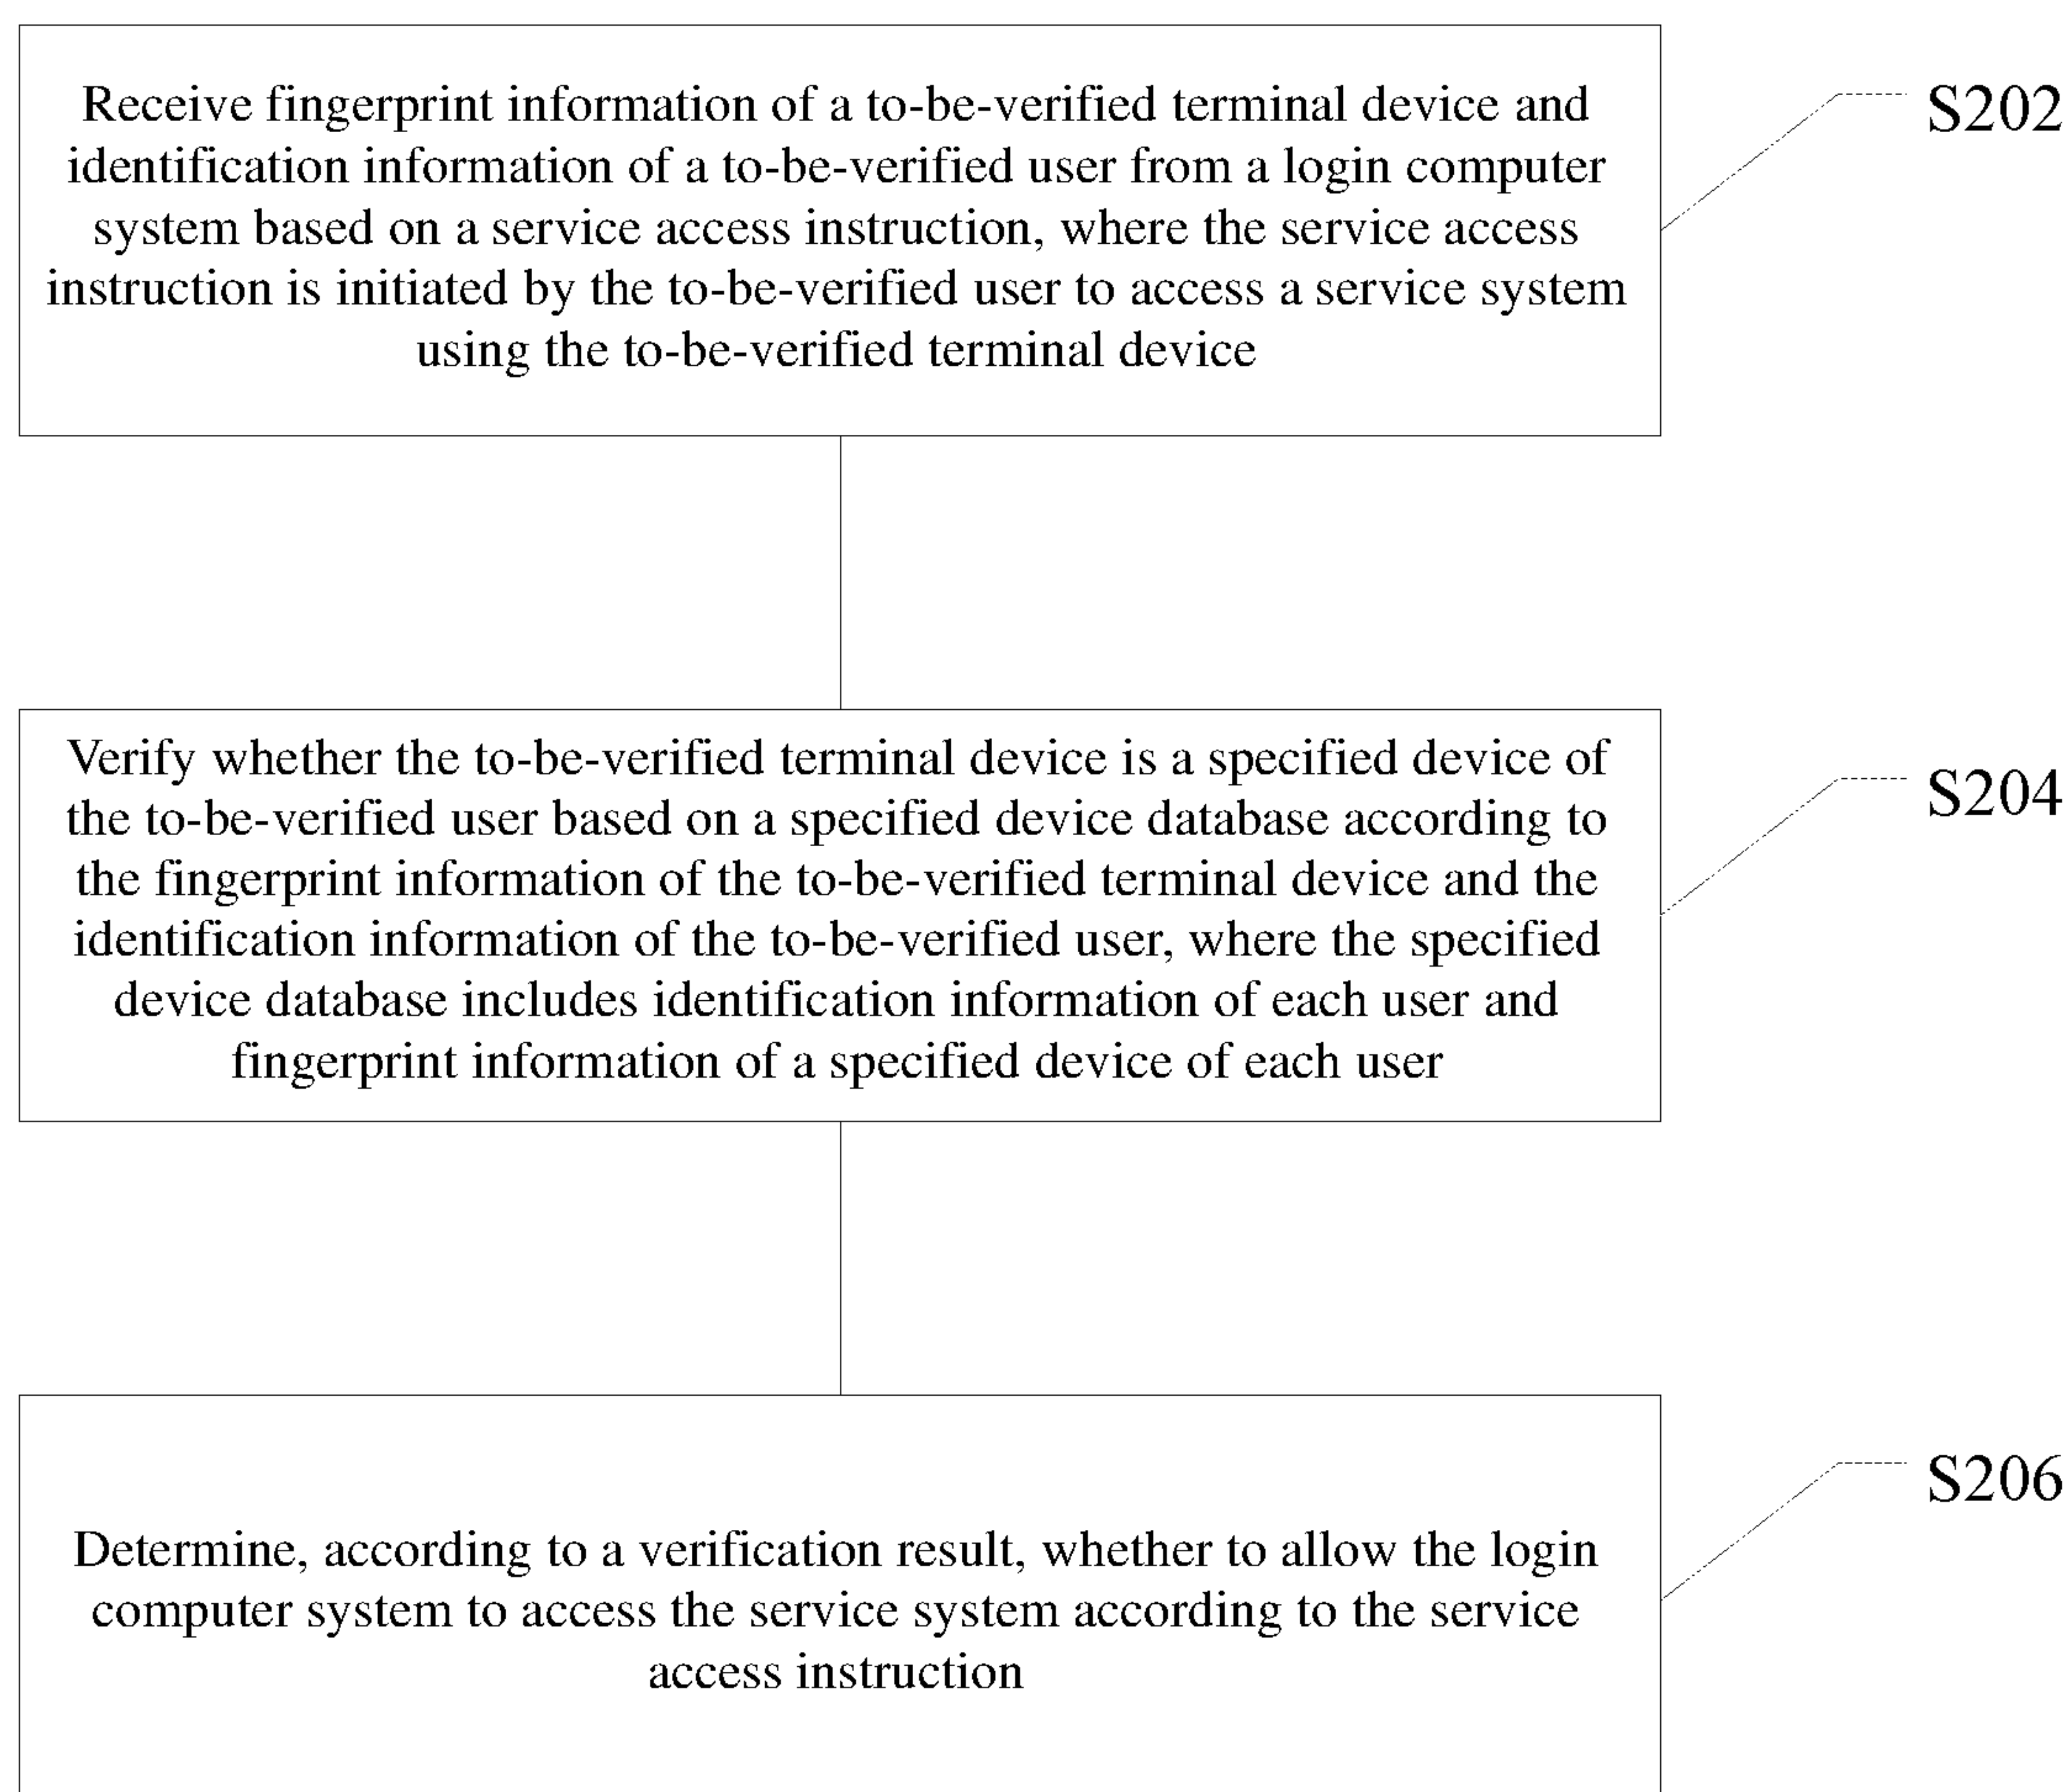 Receive fingerprint information of a to-be-verified terminal device and
identification information of a to-be-verified user from a login computer
system based on a service access instruction, where the service access
instruction is initiated by the to-be-verified user to access a service system
using the to-be-verified terminal device
S202
Verify whether the to-be-verified terminal device is a specified device of
the to-be-verified user based on a specified device database according to
the fingerprint information of the to-be-verified terminal device and the
identification information of the to-be-verified user, where the specified
device database includes identification information of each user and
fingerprint information of a specified device of each user
S204
Determine, according to a verification result, whether to allow the login
computer system to access the service system according to the service
access instruction
S206